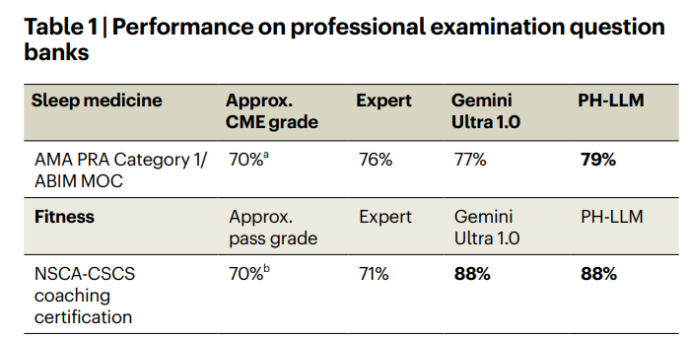 Table 1 | Performance on professional examination question
banks
Sleep medicine Approx. Expert Gemini PH-LLM
CME grade Ultra 1.0
AMA PRA Category 1/ 70%ᵃ 76% 77% 79%
ABIM MOC
Fitness Approx. Expert Gemini PH-LLM
pass grade Ultra 1.0
NSCA-CSCS 70%ᵇ 71% 88% 88%
coaching
certification